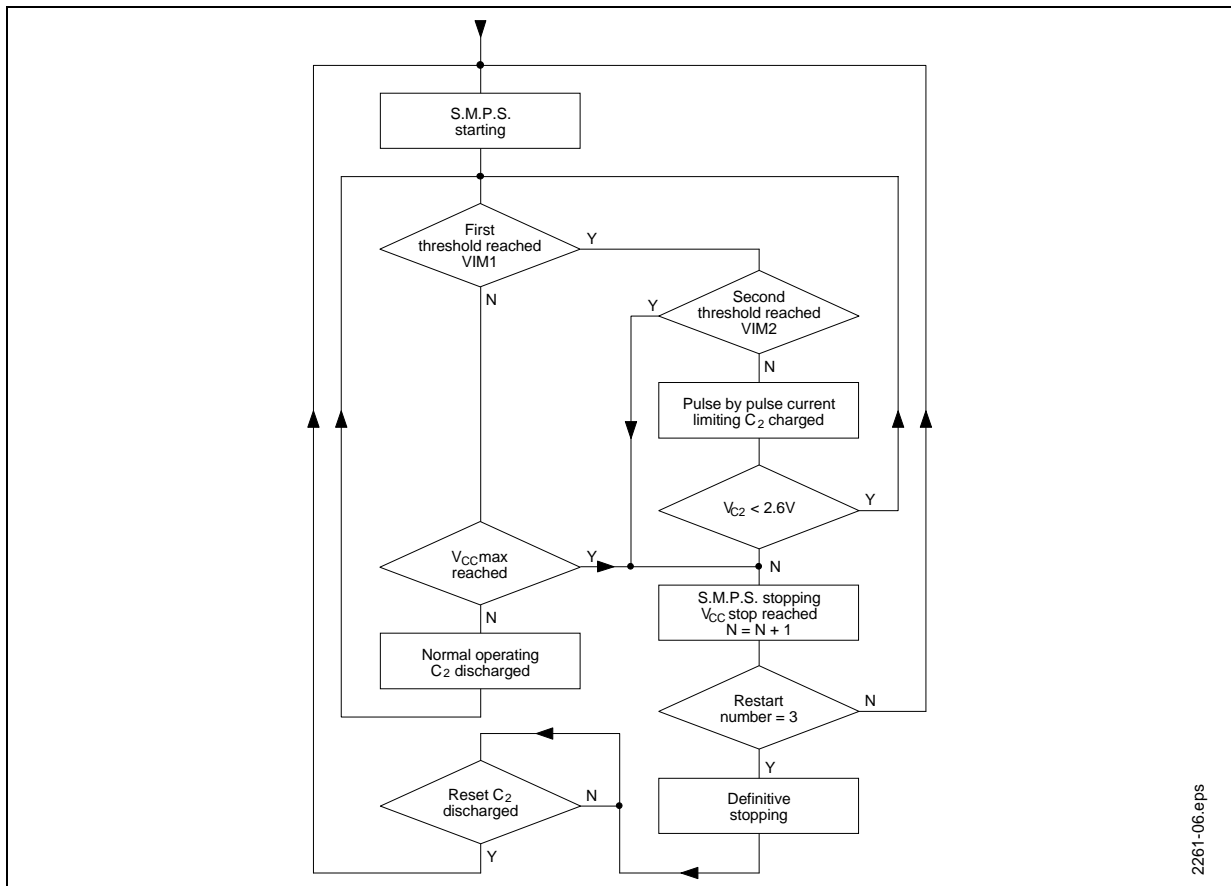 S.M.P.S.
starting
First
threshold reached
VIM1
Y
N
Second
threshold reached
VIM2
Y
N
Pulse by pulse current
limiting C2 charged
VC2 < 2.6V
Y
N
VCCmax
reached
Y
N
S.M.P.S. stopping
VCC stop reached
N = N + 1
Normal operating
C2 discharged
Restart
number = 3
N
Y
Reset C2
discharged
N
Y
Definitive
stopping
2261-06.eps